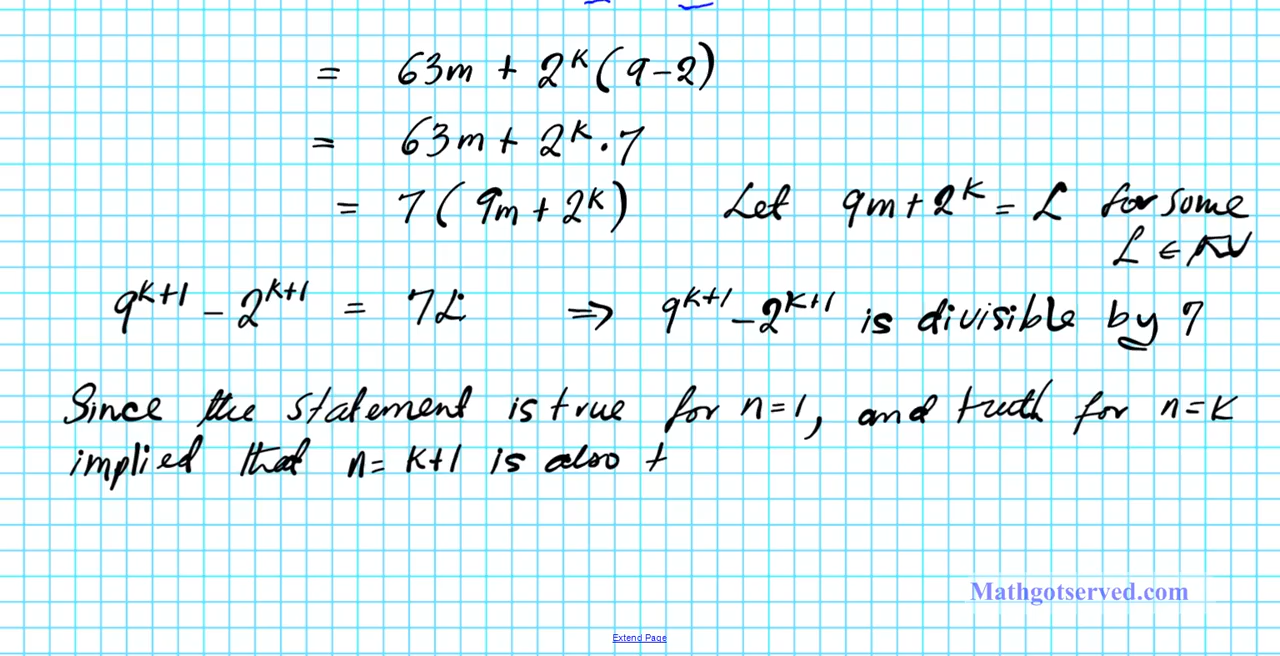 = 63m + 2^k (9-2)
= 63m + 2^k · 7
= 7 ( 9m + 2^k ) Let 9m + 2^k = L for some
L ∈ ℕ
9^{k+1} - 2^{k+1} = 7L ⇒ 9^{k+1} - 2^{k+1} is divisible by 7
Since the statement is true for n=1, and truth for n=k
implied that n= k+1 is also t
Mathgotserved.com
Extend Page